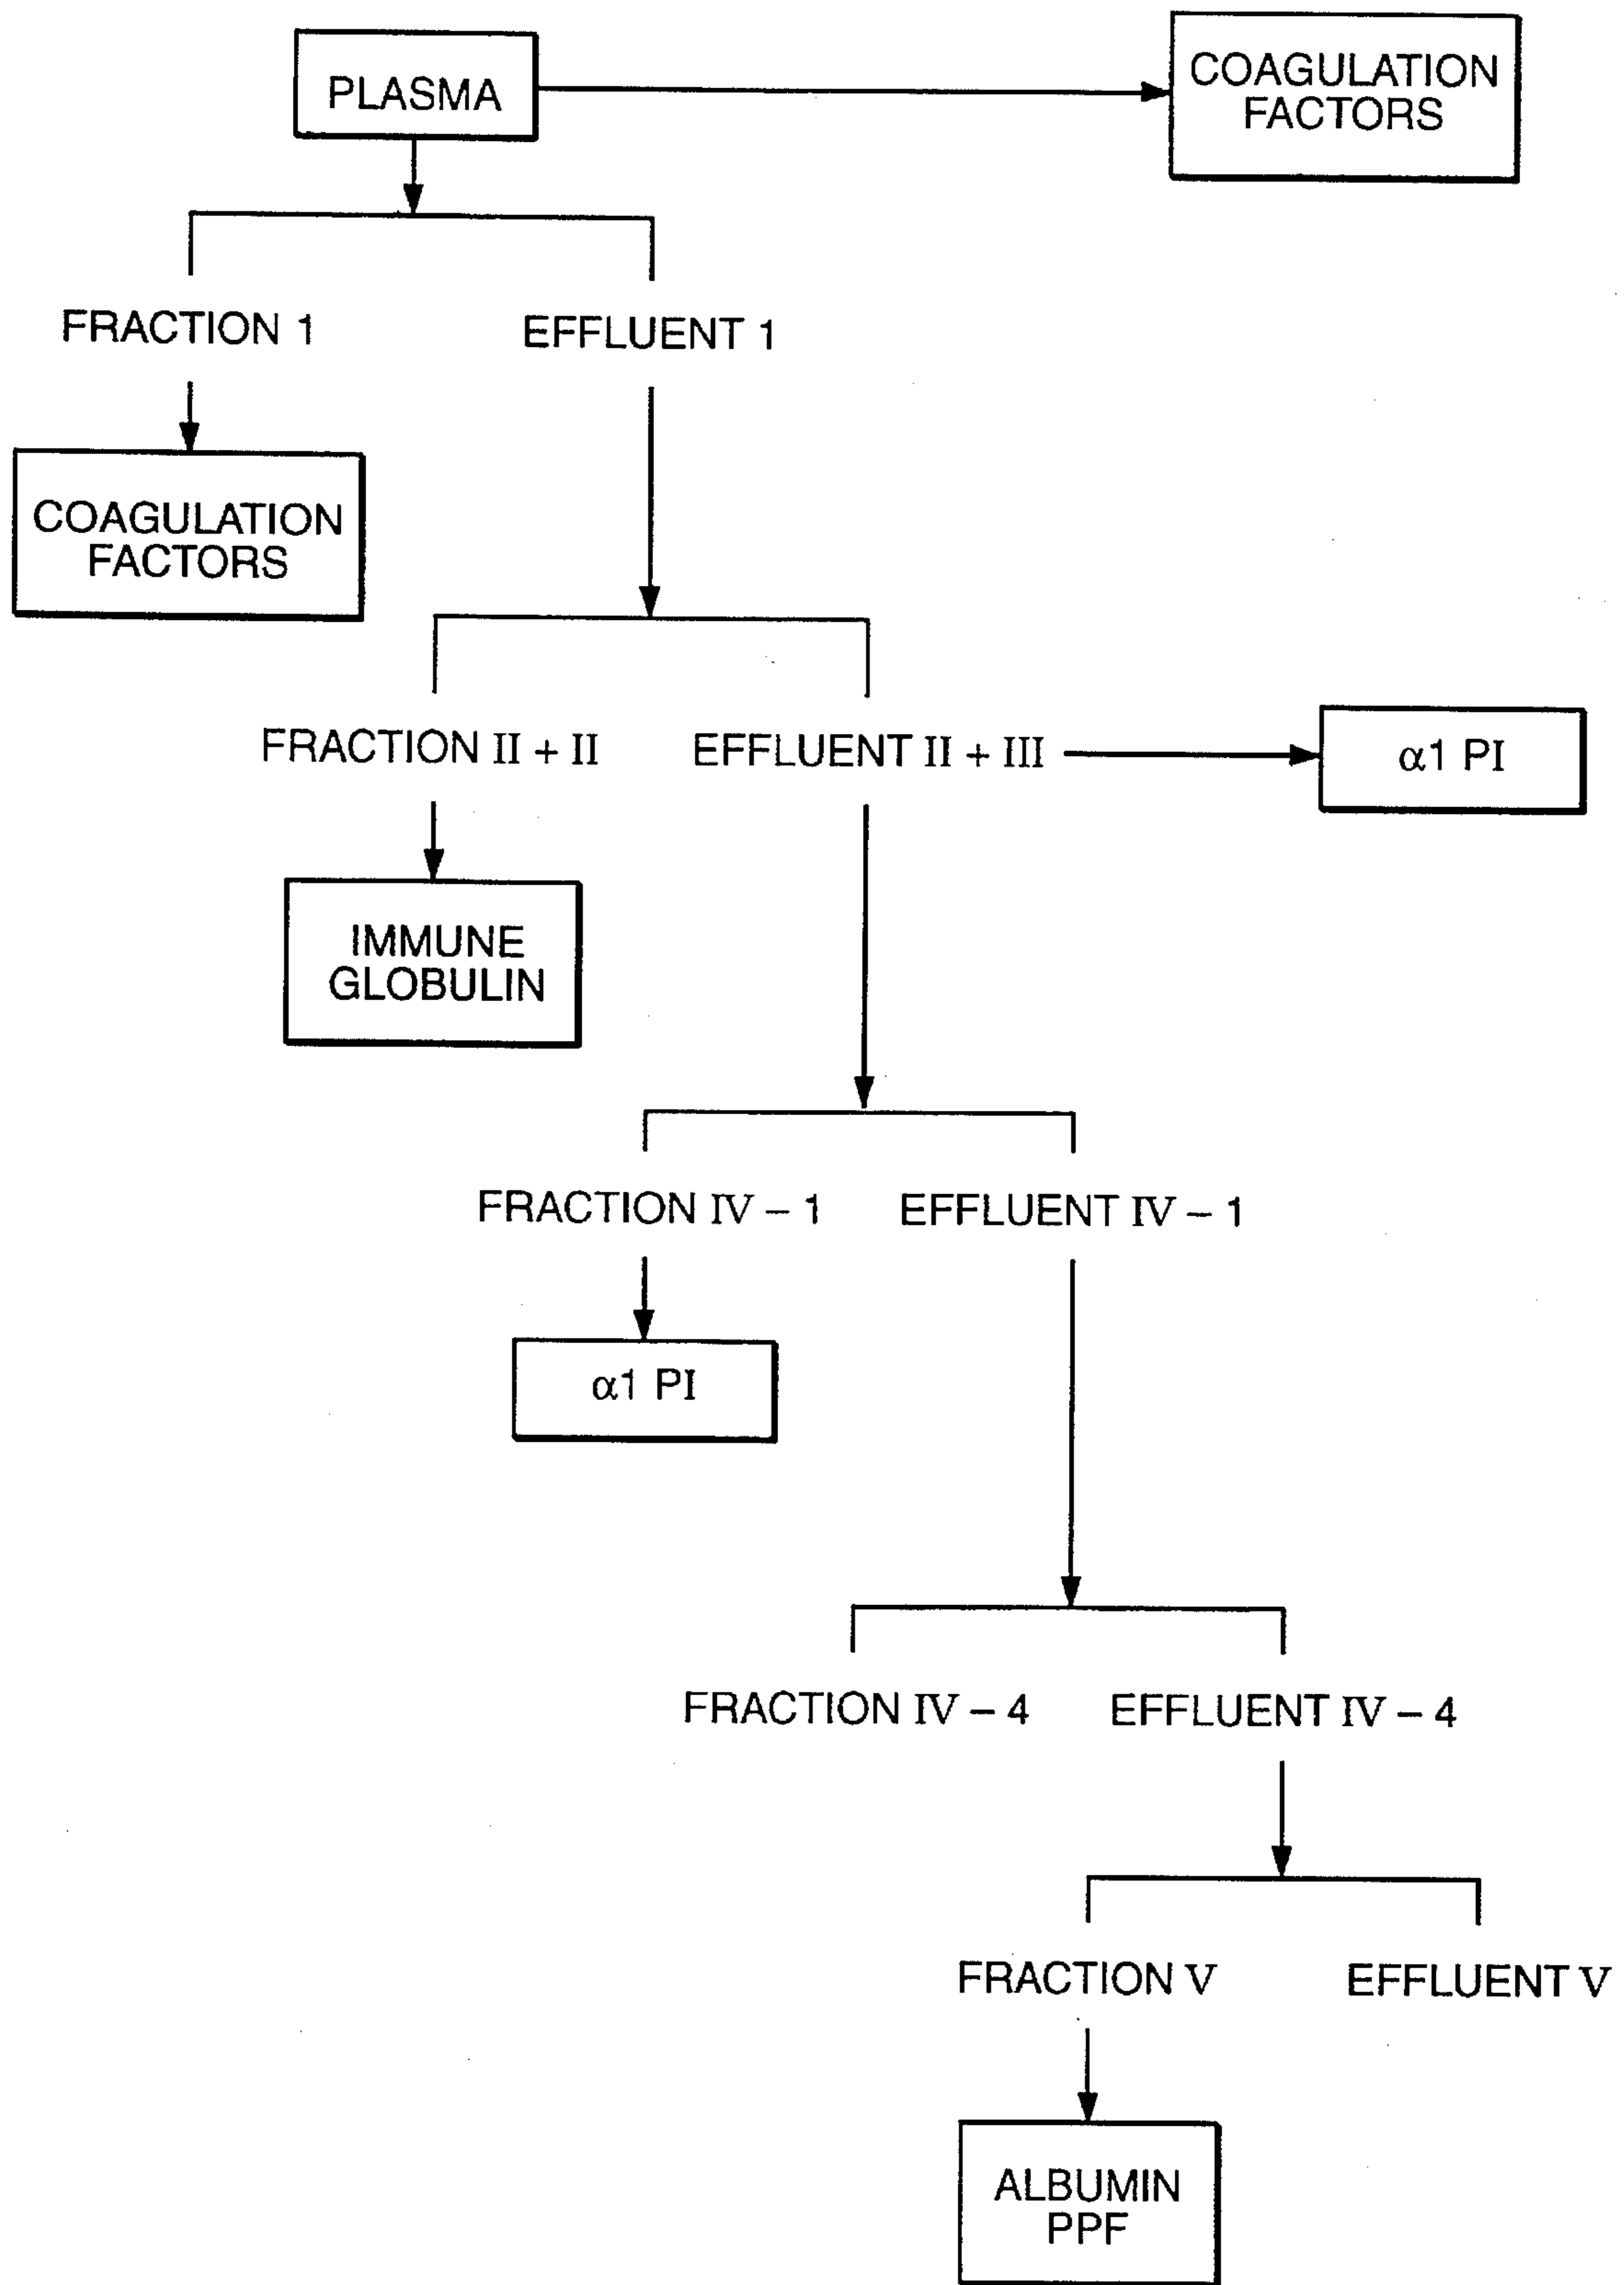 PLASMA
COAGULATION
FACTORS
FRACTION 1
EFFLUENT 1
COAGULATION
FACTORS
FRACTION II + II
EFFLUENT II + III
α1 PI
IMMUNE
GLOBULIN
FRACTION IV – 1
EFFLUENT IV – 1
α1 PI
FRACTION IV – 4
EFFLUENT IV – 4
FRACTION V
EFFLUENT V
ALBUMIN
PPF